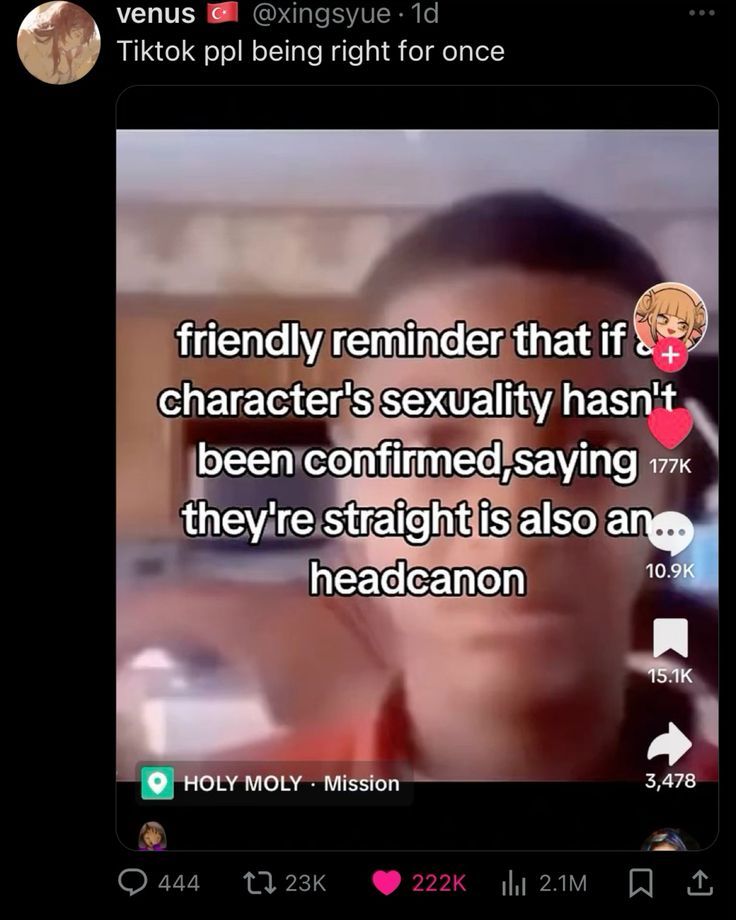 venus 🇹🇷 @xingsyue · 1d
Tiktok ppl being right for once
friendly reminder that if a
character's sexuality hasn't
been confirmed,saying
they're straight is also an
headcanon
177K
10.9K
15.1K
3,478
HOLY MOLY · Mission
444 23K 222K 2.1M